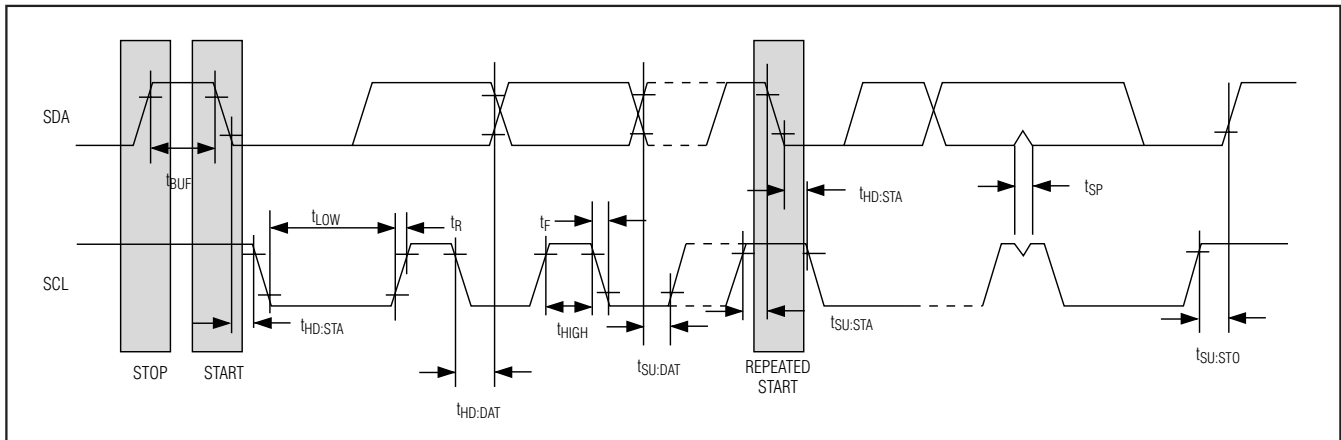 SDA
tBUF
tHD:STA
tSP
tLOW
tR
tF
SCL
tHD:STA
tHIGH
tSU:DAT
tSU:STA
tSU:STO
STOP
START
REPEATED
START
tHD:DAT